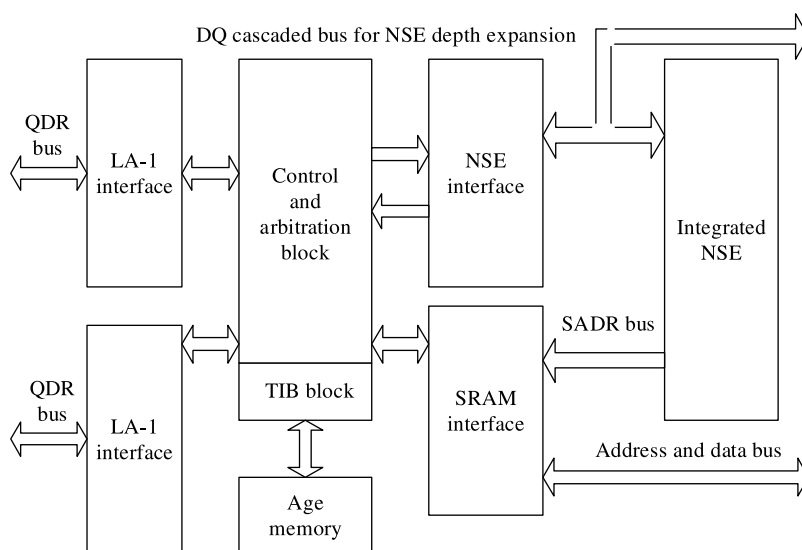 DQ cascaded bus for NSE depth expansion
QDR
bus
LA-1
interface
Control
and
arbitration
block
NSE
interface
Integrated
NSE
SADR bus
QDR
bus
LA-1
interface
TIB block
SRAM
interface
Address and data bus
Age
memory